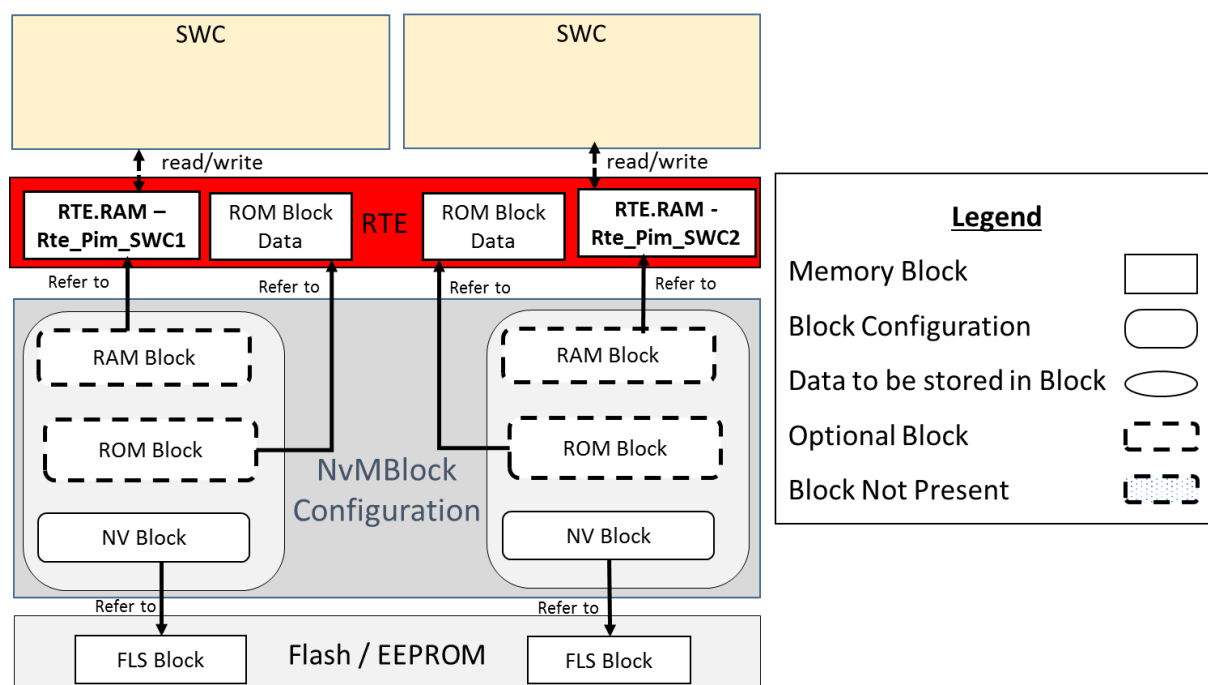 SWC
SWC
read/write
read/write
RTE.RAM –
Rte_Pim_SWC1
ROM Block
Data
RTE
ROM Block
Data
RTE.RAM -
Rte_Pim_SWC2
Refer to
Refer to
Refer to
Refer to
RAM Block
ROM Block
NV Block
NvMBlock
Configuration
RAM Block
ROM Block
NV Block
Refer to
Refer to
FLS Block
Flash / EEPROM
FLS Block
Legend
Memory Block
Block Configuration
Data to be stored in Block
Optional Block
Block Not Present